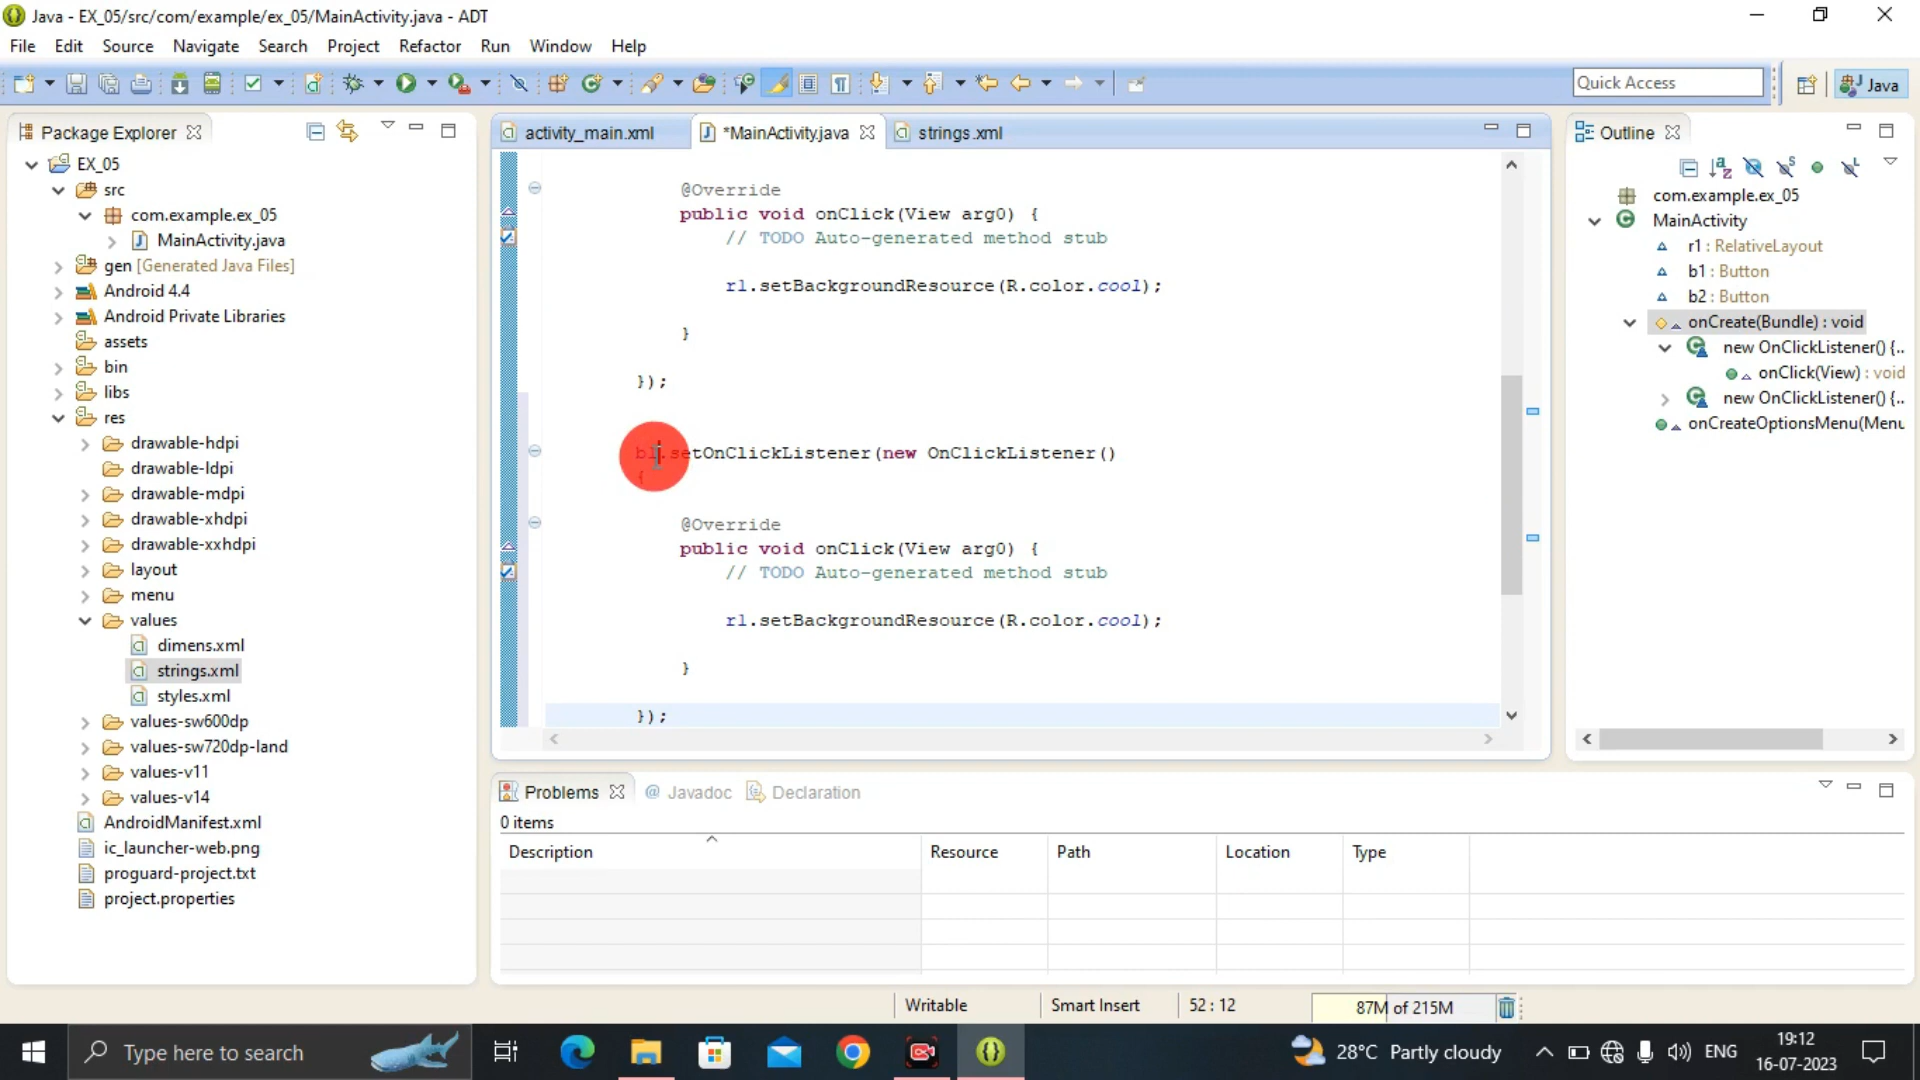 Java - EX_05/src/com/example/ex_05/MainActivity.java - ADT
File Edit Source Navigate Search Project Refactor Run Window Help
Quick Access
Java
Package Explorer
EX_05
src
com.example.ex_05
MainActivity.java
gen [Generated Java Files]
Android 4.4
Android Private Libraries
assets
bin
libs
res
drawable-hdpi
drawable-ldpi
drawable-mdpi
drawable-xhdpi
drawable-xxhdpi
layout
menu
values
dimens.xml
strings.xml
styles.xml
values-sw600dp
values-sw720dp-land
values-v11
values-v14
AndroidManifest.xml
ic_launcher-web.png
proguard-project.txt
project.properties
activity_main.xml *MainActivity.java strings.xml
@Override
public void onClick(View arg0) {
// TODO Auto-generated method stub
r1.setBackgroundResource(R.color.cool);
}
});
b1.setOnClickListener(new OnClickListener()
{
@Override
public void onClick(View arg0) {
// TODO Auto-generated method stub
r1.setBackgroundResource(R.color.cool);
}
});
Outline
com.example.ex_05
MainActivity
r1 : RelativeLayout
b1 : Button
b2 : Button
onCreate(Bundle) : void
new OnClickListener() {..
onClick(View) : void
new OnClickListener() {..
onCreateOptionsMenu(Menu
Problems @ Javadoc Declaration
0 items
Description Resource Path Location Type
Writable Smart Insert 52 : 12 87M of 215M
Type here to search
28°C Partly cloudy
ENG
19:12
16-07-2023